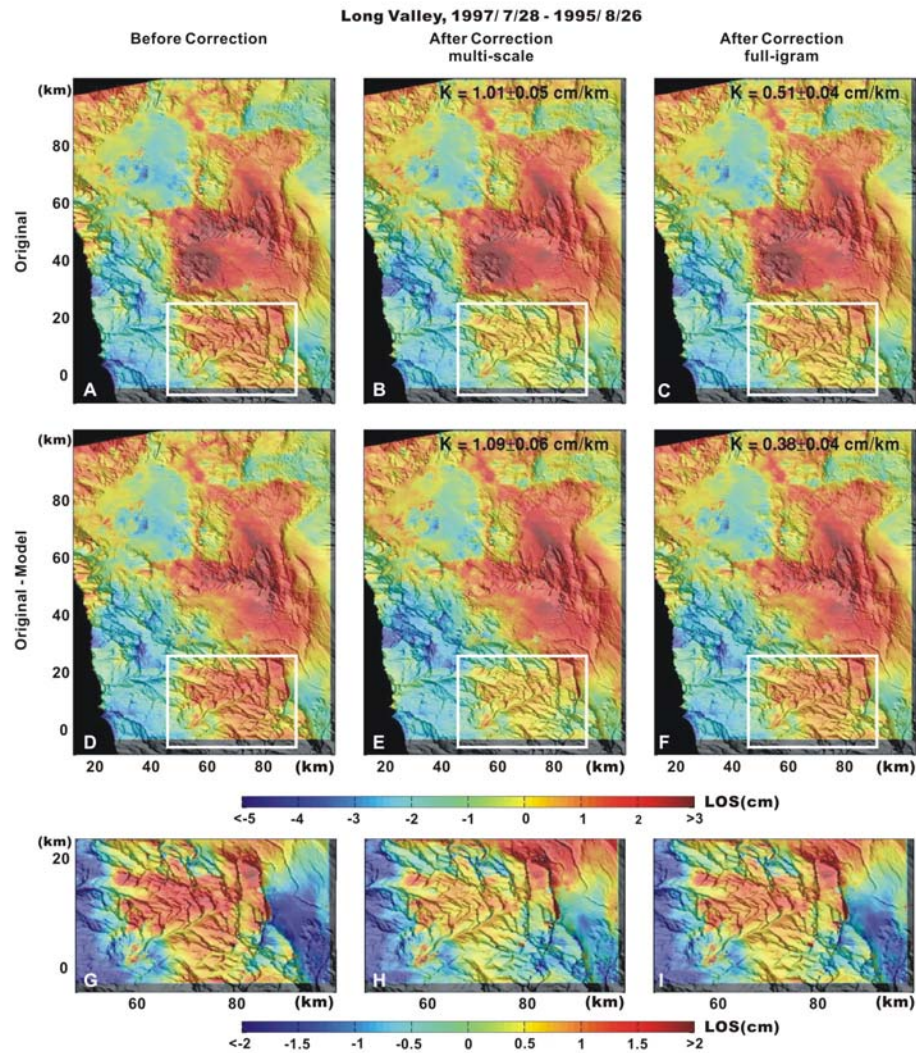 Long Valley, 1997/ 7/28 - 1995/ 8/26
Before Correction
After Correction
multi-scale
After Correction
full-igram
(km)
80
60
40
20
0
Original
A
K = 1.01±0.05 cm/km
B
K = 0.51±0.04 cm/km
C
(km)
80
60
40
20
0
Original - Model
D
K = 1.09±0.06 cm/km
E
K = 0.38±0.04 cm/km
F
20 40 60 80 (km) 20 40 60 80 (km) 20 40 60 80 (km)
LOS(cm)
<-5 -4 -3 -2 -1 0 1 2 >3
(km)
20
0
G
H
I
60 80 (km) 60 80 (km) 60 80 (km)
LOS(cm)
<-2 -1.5 -1 -0.5 0 0.5 1 1.5 >2